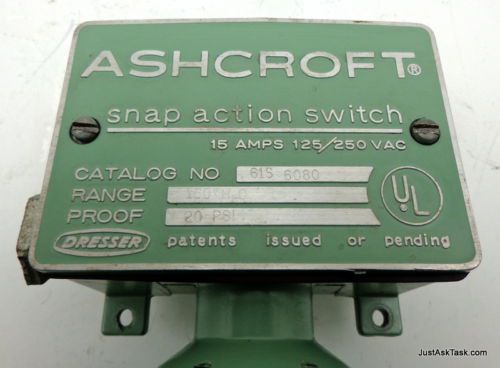 ASHCROFT®
snap action switch
15 AMPS 125/250 VAC
CATALOG NO 61S 6080
RANGE
PROOF 20 PSI
UL
DRESSER patents issued or pending
JustAskTask.com